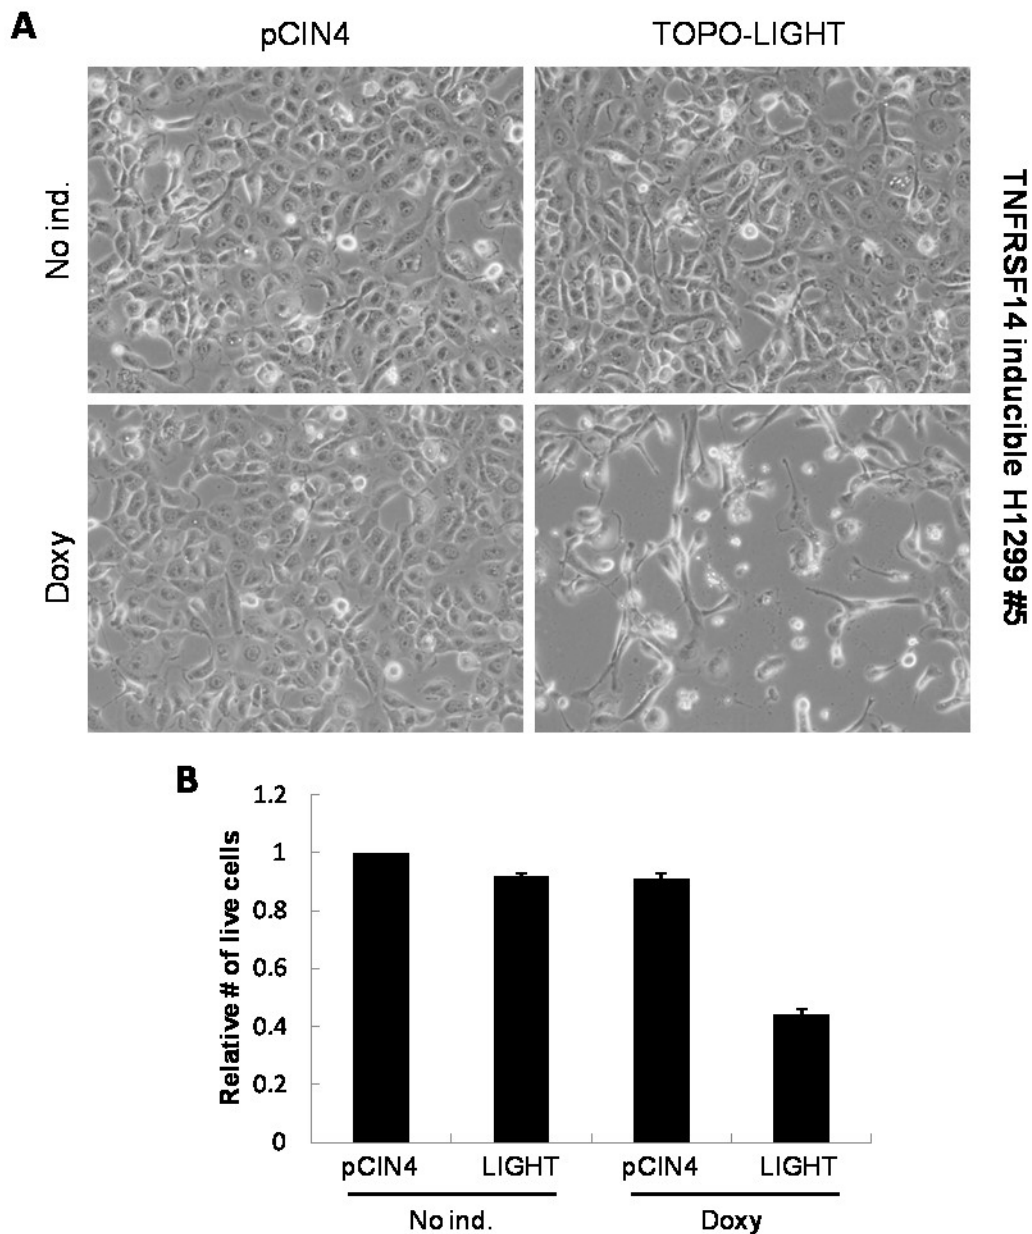 A
pCIN4 TOPO-LIGHT
No ind.
Doxy
TNFRSF14 inducible H1299 #5
B
Relative # of live cells
1.2
1
0.8
0.6
0.4
0.2
0
pCIN4 LIGHT pCIN4 LIGHT
No ind. Doxy